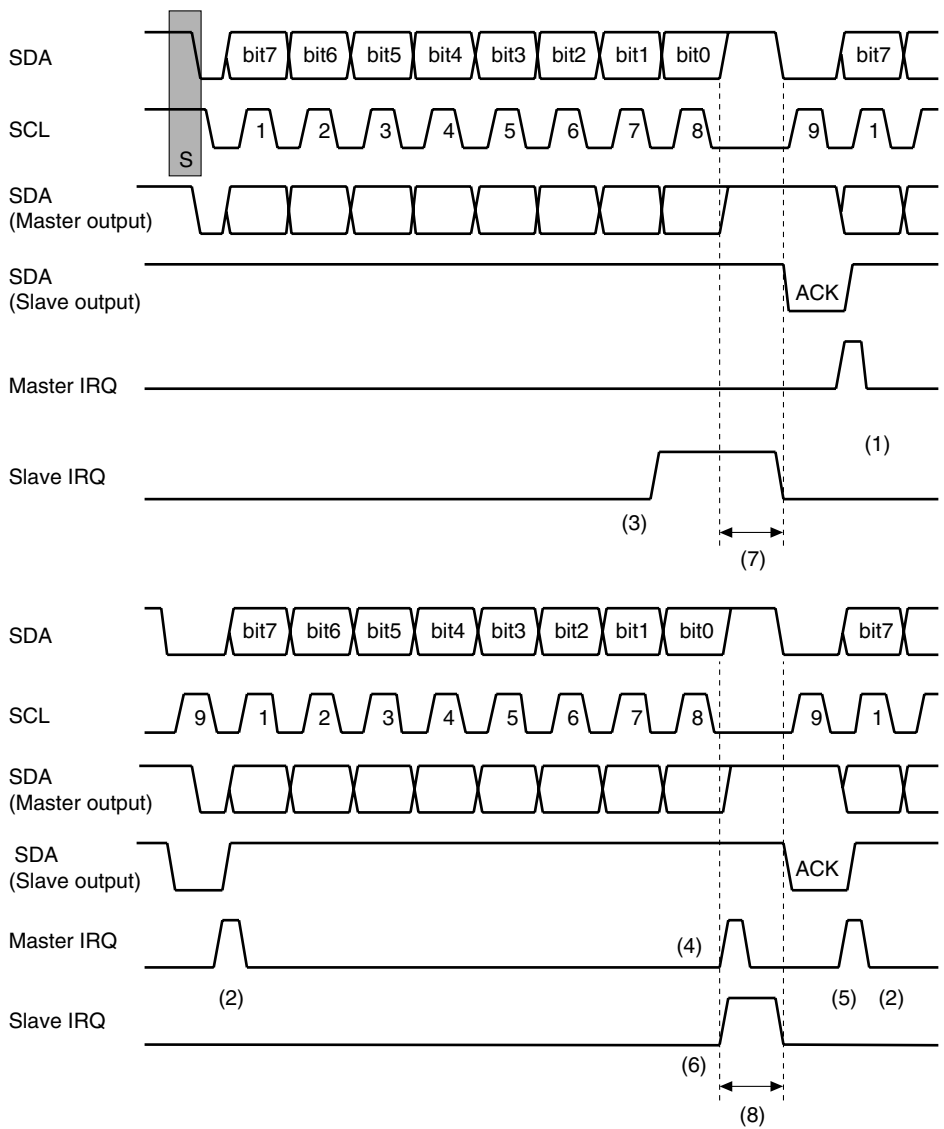 SDA bit7 bit6 bit5 bit4 bit3 bit2 bit1 bit0 bit7
SCL 1 2 3 4 5 6 7 8 9 1
S
SDA
(Master output)
SDA
(Slave output)
ACK
Master IRQ
(1)
Slave IRQ
(3)
(7)
SDA bit7 bit6 bit5 bit4 bit3 bit2 bit1 bit0 bit7
SCL 9 1 2 3 4 5 6 7 8 9 1
SDA
(Master output)
SDA
(Slave output)
ACK
Master IRQ (4)
(2) (5) (2)
Slave IRQ
(6)
(8)